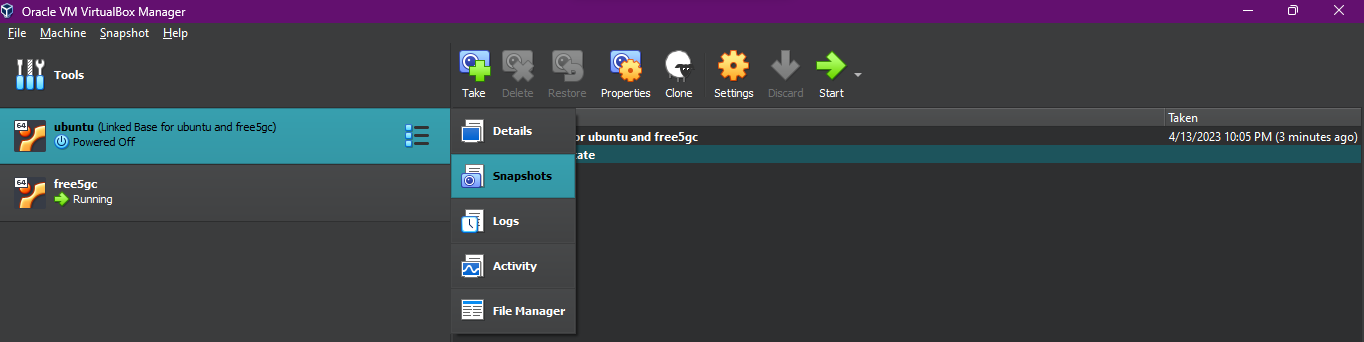 Oracle VM VirtualBox Manager
File Machine Snapshot Help
Tools
Take Delete Restore Properties Clone Settings Discard Start
64 ubuntu (Linked Base for ubuntu and free5gc)
Powered Off
64 free5gc
Running
Details
Snapshots
Logs
Activity
File Manager
Taken
or ubuntu and free5gc 4/13/2023 10:05 PM (3 minutes ago)
ate